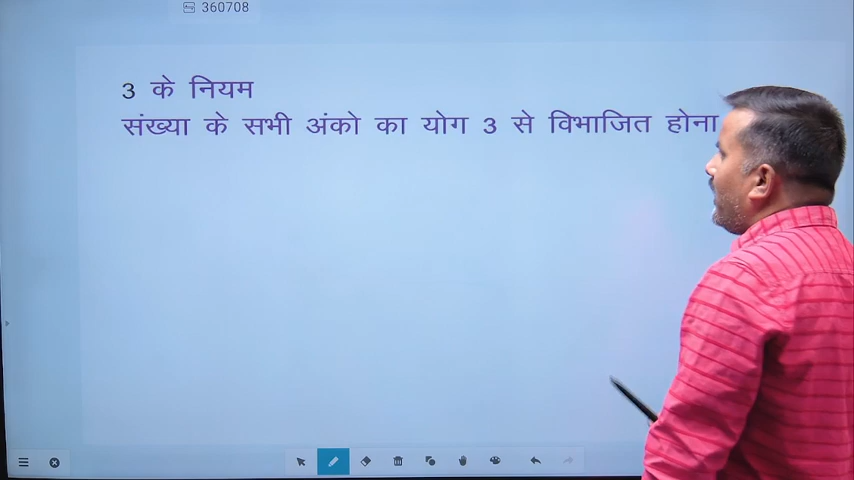 360708
3 के नियम
संख्या के सभी अंको का योग 3 से विभाजित होना